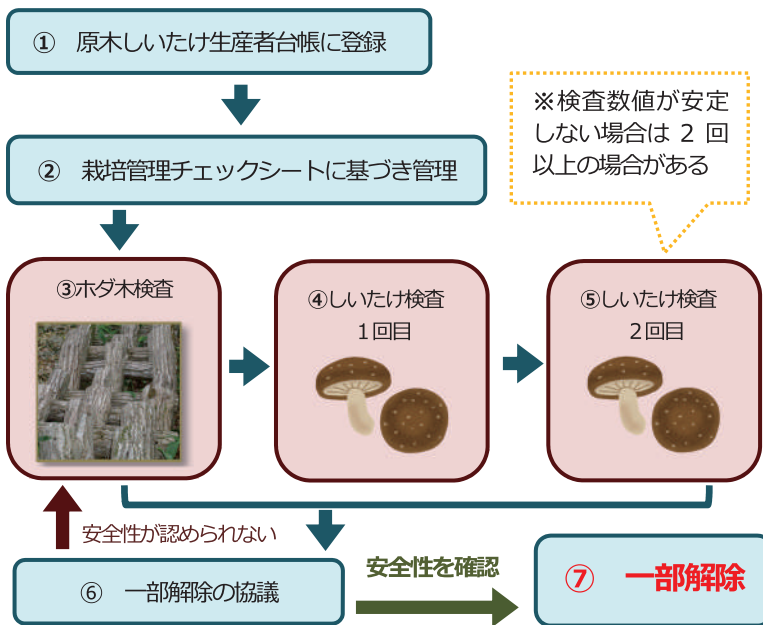 ① 原木しいたけ生産者台帳に登録
② 栽培管理チェックシートに基づき管理
※検査数値が安定
しない場合は 2 回
以上の場合がある
③ホダ木検査
④しいたけ検査
1回目
⑤しいたけ検査
2回目
安全性が認められない
⑥ 一部解除の協議
安全性を確認
⑦ 一部解除